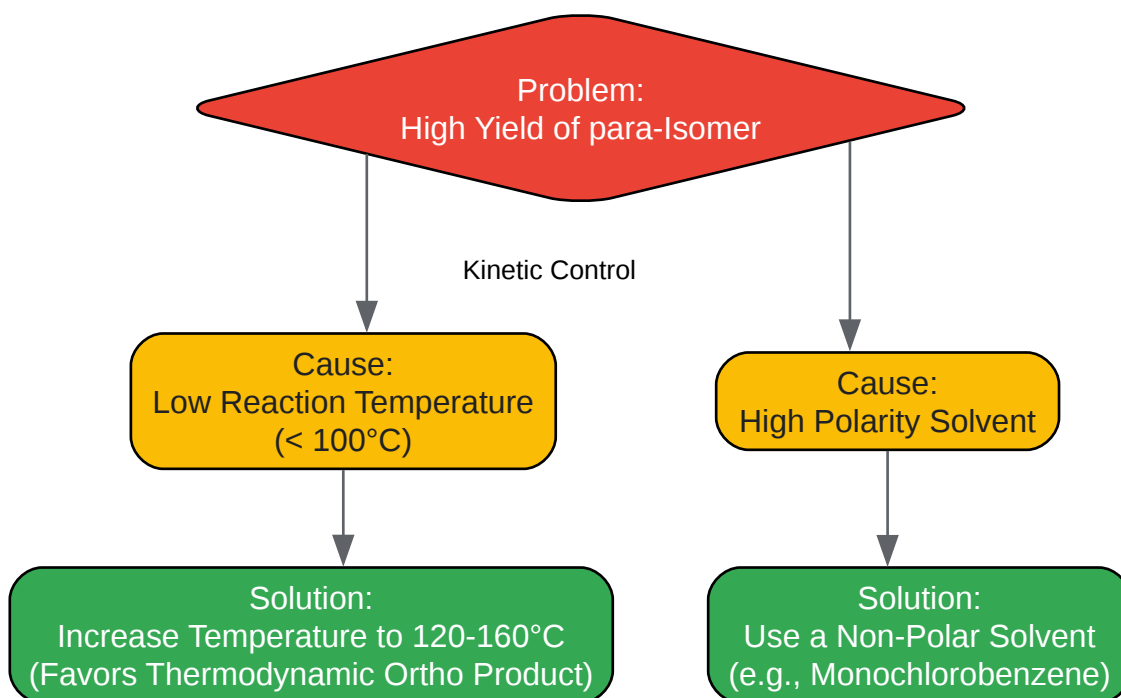 Problem:
High Yield of para-Isomer
Kinetic Control
Cause:
Low Reaction Temperature
(< 100°C)
Cause:
High Polarity Solvent
Solution:
Increase Temperature to 120-160°C
(Favors Thermodynamic Ortho Product)
Solution:
Use a Non-Polar Solvent
(e.g., Monochlorobenzene)